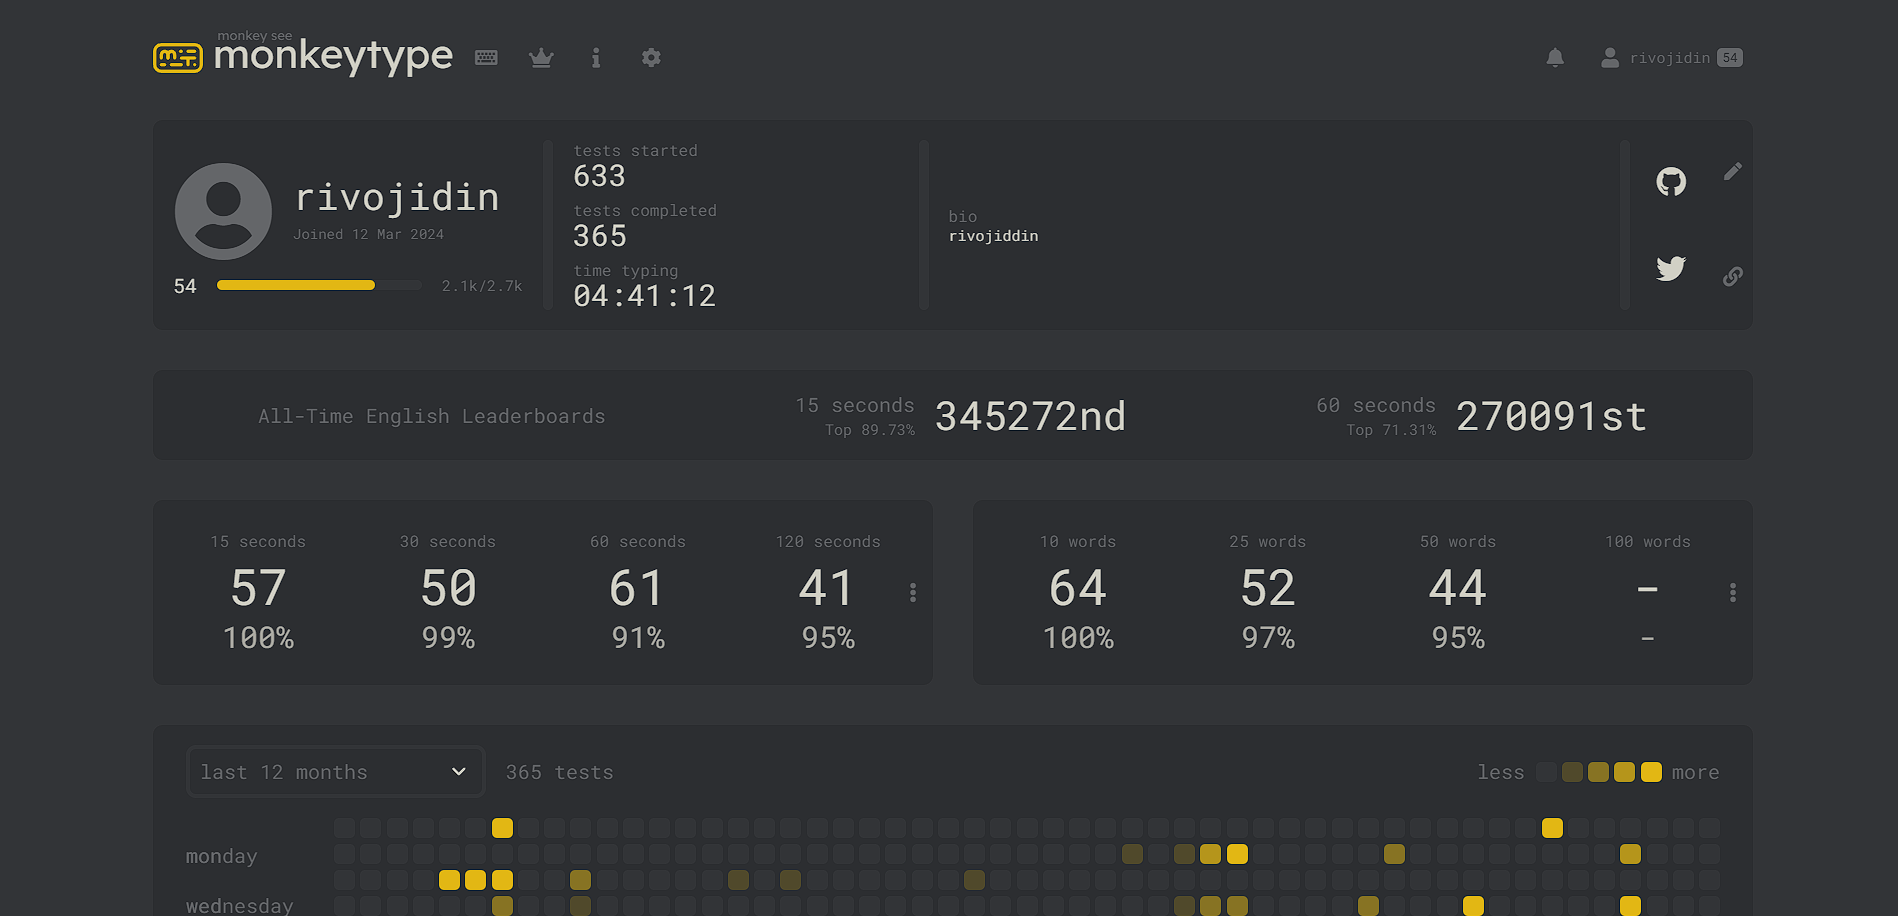 monkey see
monkeytype
rivojidin 54
rivojidin
Joined 12 Mar 2024
54 2.1k/2.7k
tests started
633
tests completed
365
time typing
04:41:12
bio
rivojiddin
All-Time English Leaderboards
15 seconds
Top 89.73%
345272nd
60 seconds
Top 71.31%
270091st
15 seconds
57
100%
30 seconds
50
99%
60 seconds
61
91%
120 seconds
41
95%
10 words
64
100%
25 words
52
97%
50 words
44
95%
100 words
-
-
last 12 months
365 tests
less more
monday
wednesday